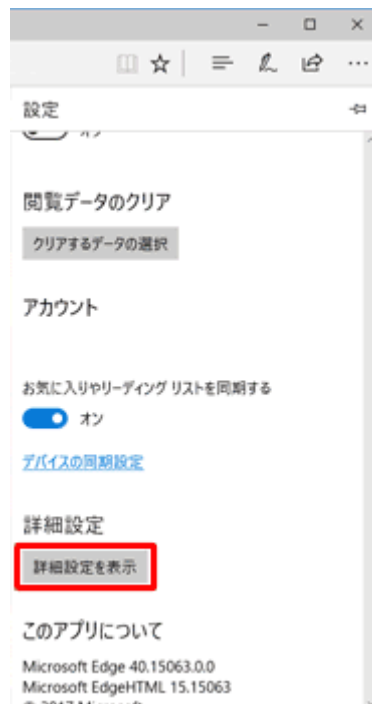 設定
閲覧データのクリア
クリアするデータの選択
アカウント
お気に入りやリーディング リストを同期する
オン
デバイスの同期設定
詳細設定
詳細設定を表示
このアプリについて
Microsoft Edge 40.15063.0.0
Microsoft EdgeHTML 15.15063
© 2017 Microsoft